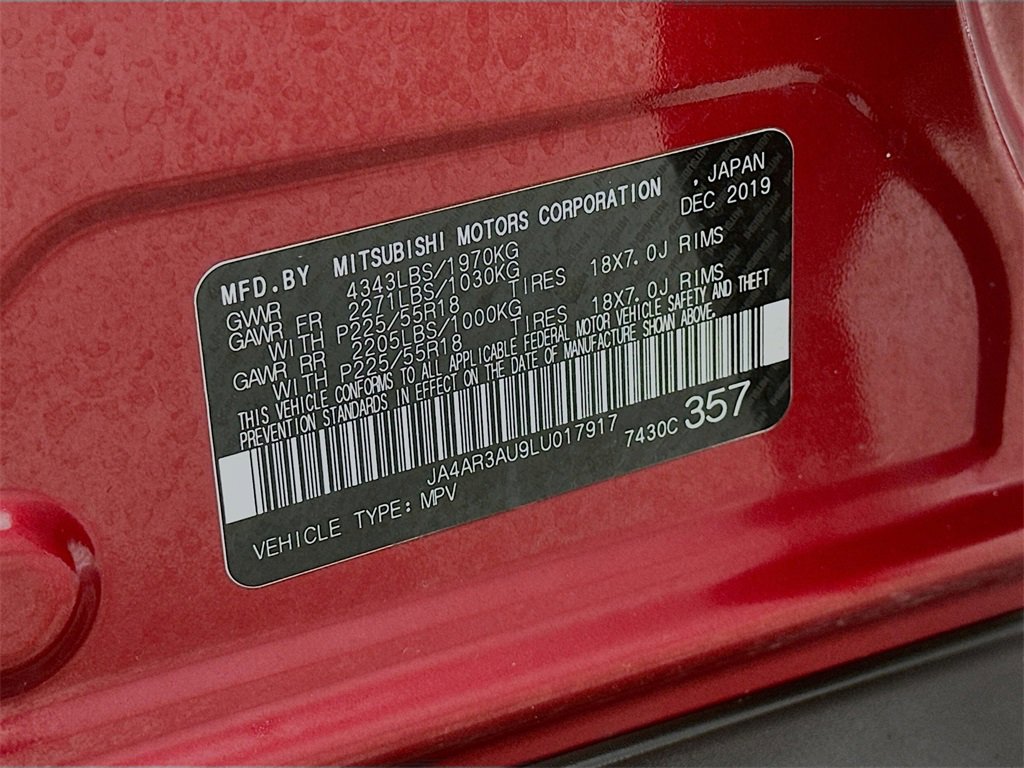 MFD.BY MITSUBISHI MOTORS CORPORATION , JAPAN
DEC 2019
GVWR 4343LBS/1970KG
GAWR FR 2271LBS/1030KG
WITH P225/55R18 TIRES 18X7.0J RIMS
GAWR RR 2205LBS/1000KG
WITH P225/55R18 TIRES 18X7.0J RIMS
THIS VEHICLE CONFORMS TO ALL APPLICABLE FEDERAL MOTOR VEHICLE SAFETY AND THEFT
PREVENTION STANDARDS IN EFFECT ON THE DATE OF MANUFACTURE SHOWN ABOVE.
JA4AR3AU9LU017917 7430C 357
VEHICLE TYPE: MPV